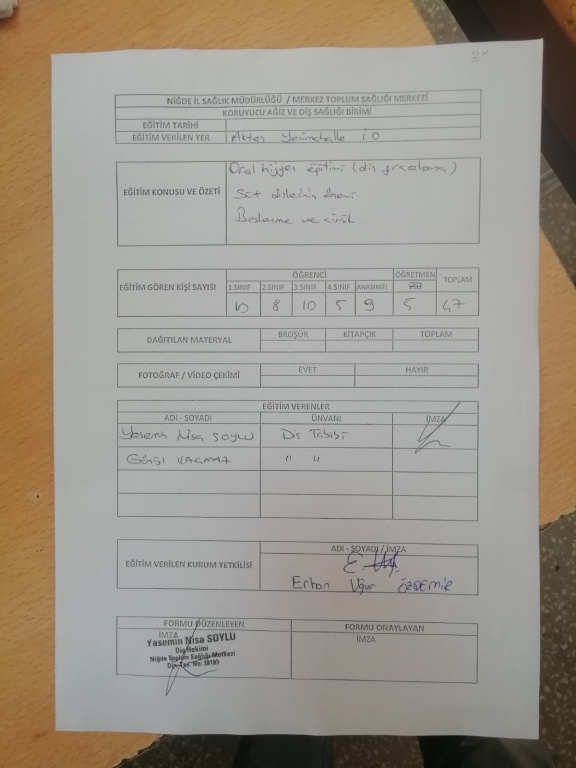 NİĞDE İL SAĞLIK MÜDÜRLÜĞÜ / MERKEZ TOPLUM SAĞLIĞI MERKEZİ
KORUYUCU AĞIZ VE DİŞ SAĞLIĞI BİRİMİ
EĞİTİM TARİHİ
EĞİTİM VERİLEN YER Aktaş Yenimahalle İO
EĞİTİM KONUSU VE ÖZETİ
Oral hijyen eğitimi (diş fırçalama)
Süt dişlerinin önemi
Beslenme ve çürük
EĞİTİM GÖREN KİŞİ SAYISI
ÖĞRENCİ ÖĞRETMEN TOPLAM
1.SINIF 2.SINIF 3.SINIF 4.SINIF ANASINIFI
10 8 10 5 9 5 47
DAĞITILAN MATERYAL BROŞÜR KİTAPÇIK TOPLAM
FOTOĞRAF / VİDEO ÇEKİMİ EVET HAYIR
EĞİTİM VERENLER
ADI - SOYADI ÜNVANI İMZA
Yasemin Nisa SOYLU Diş Tabibi
KAÇMAZ " "
EĞİTİM VERİLEN KURUM YETKİLİSİ
ADI - SOYADI / İMZA
Erhan Uğur ÖZDEMİR
FORMU DÜZENLEYEN FORMU ONAYLAYAN
İMZA İMZA
Yasemin Nisa SOYLU
Diş Hekimi
Niğde Toplum Sağlığı Merkezi
Dip. Tes. No: 38183